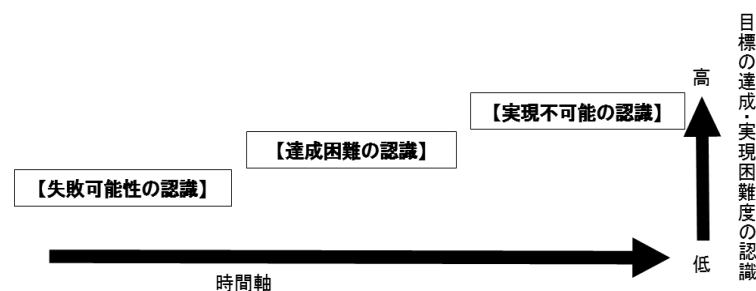 【失敗可能性の認識】
【達成困難の認識】
【実現不可能の認識】
時間軸
高
低
目標の達成・実現困難度の認識